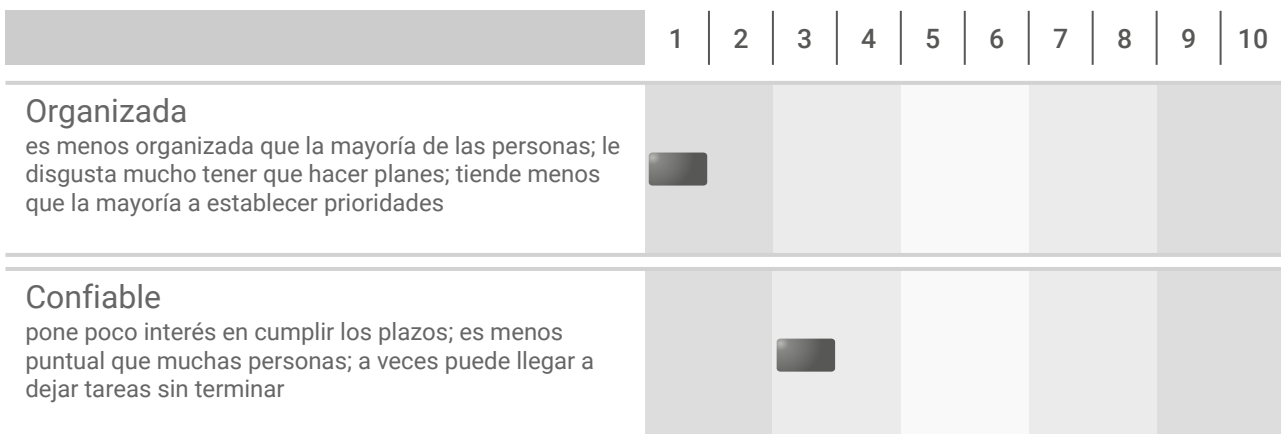 1 2 3 4 5 6 7 8 9 10
Organizada
es menos organizada que la mayoría de las personas; le
disgusta mucho tener que hacer planes; tiende menos
que la mayoría a establecer prioridades
Confiable
pone poco interés en cumplir los plazos; es menos
puntual que muchas personas; a veces puede llegar a
dejar tareas sin terminar